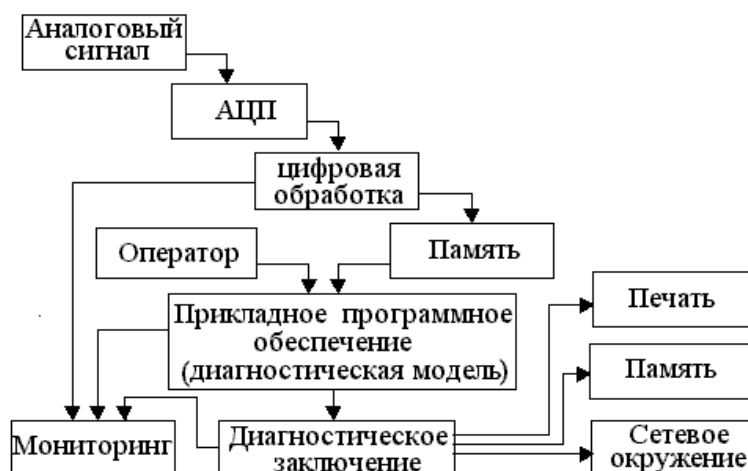 Аналоговый
сигнал
АЦП
цифровая
обработка
Оператор
Память
Прикладное программное
обеспечение
(диагностическая модель)
Печать
Память
Мониторинг
Диагностическое
заключение
Сетевое
окружение